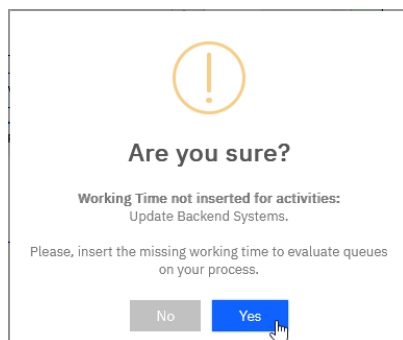 Are you sure?
Working Time not inserted for activities:
Update Backend Systems.
Please, insert the missing working time to evaluate queues
on your process.
No
Yes